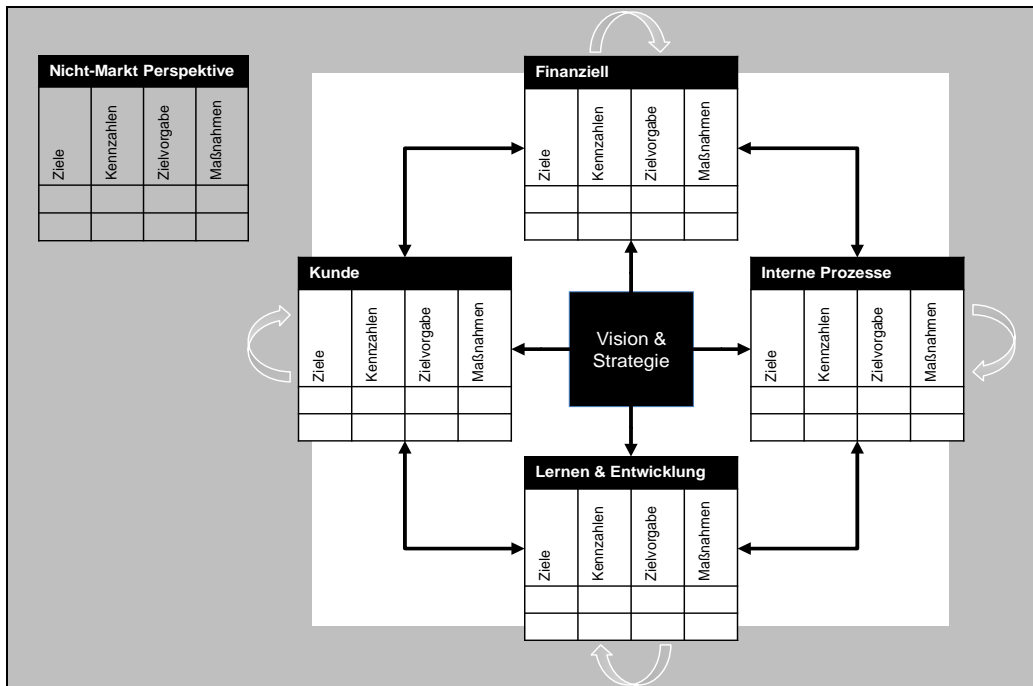 Nicht-Markt Perspektive
Ziele
Kennzahlen
Zielvorgabe
Maßnahmen
Finanziell
Ziele
Kennzahlen
Zielvorgabe
Maßnahmen
Kunde
Ziele
Kennzahlen
Zielvorgabe
Maßnahmen
Vision &
Strategie
Interne Prozesse
Ziele
Kennzahlen
Zielvorgabe
Maßnahmen
Lernen & Entwicklung
Ziele
Kennzahlen
Zielvorgabe
Maßnahmen